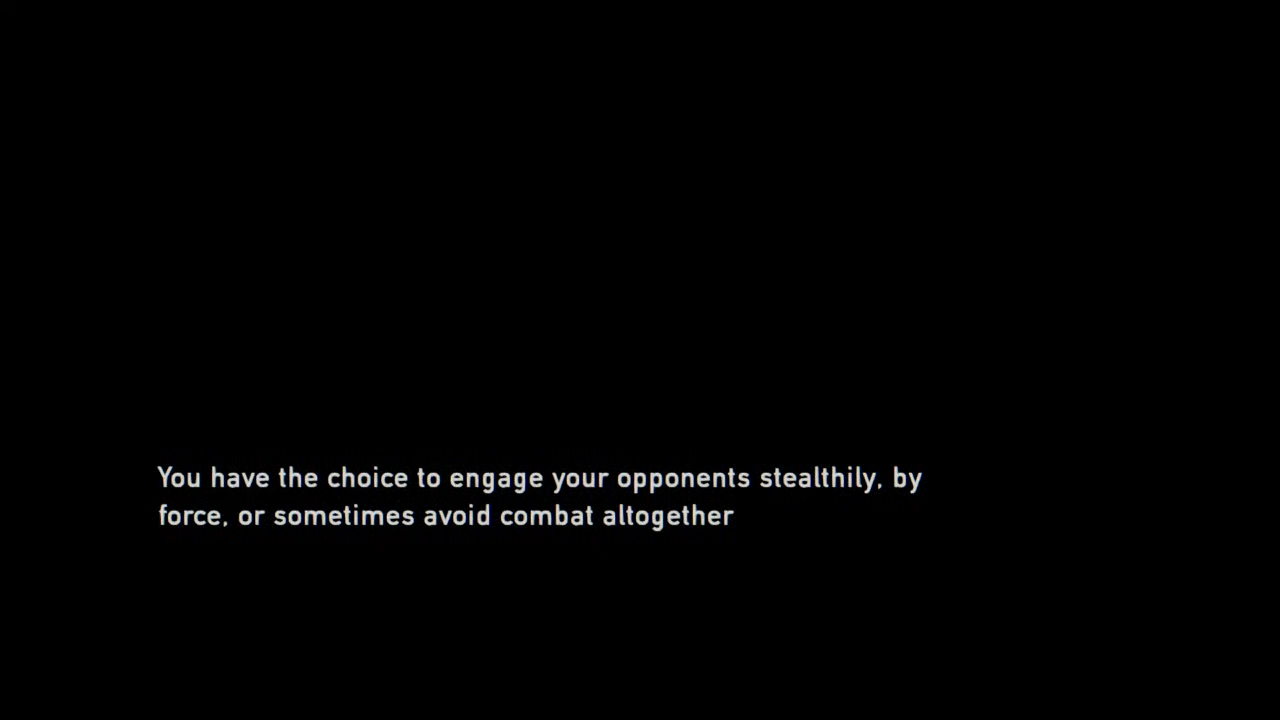 You have the choice to engage your opponents stealthily, by
force, or sometimes avoid combat altogether